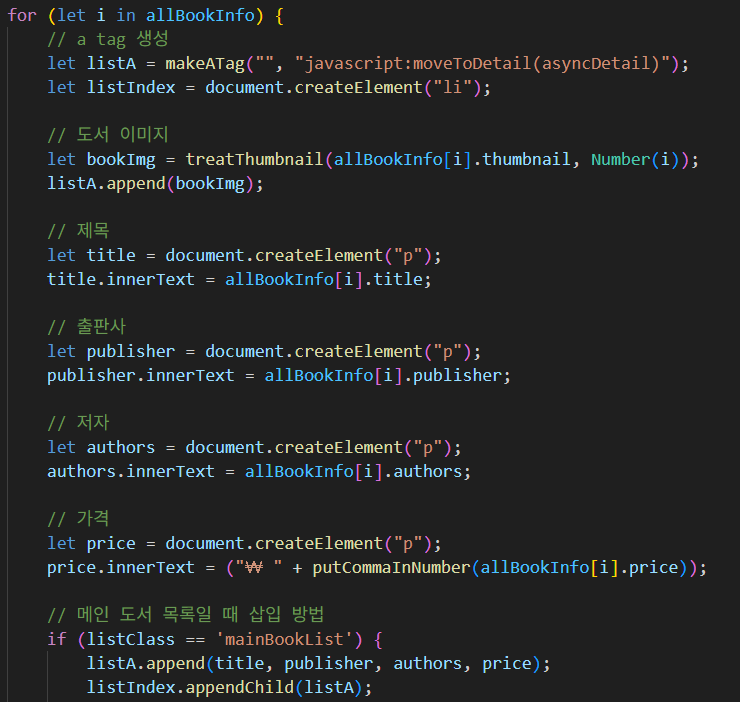 for (let i in allBookInfo) {
// a tag 생성
let listA = makeATag("", "javascript:moveToDetail(asyncDetail)");
let listIndex = document.createElement("li");
// 도서 이미지
let bookImg = treatThumbnail(allBookInfo[i].thumbnail, Number(i));
listA.append(bookImg);
// 제목
let title = document.createElement("p");
title.innerText = allBookInfo[i].title;
// 출판사
let publisher = document.createElement("p");
publisher.innerText = allBookInfo[i].publisher;
// 저자
let authors = document.createElement("p");
authors.innerText = allBookInfo[i].authors;
// 가격
let price = document.createElement("p");
price.innerText = ("₩ " + putCommaInNumber(allBookInfo[i].price));
// 메인 도서 목록일 때 삽입 방법
if (listClass == 'mainBookList') {
listA.append(title, publisher, authors, price);
listIndex.appendChild(listA);